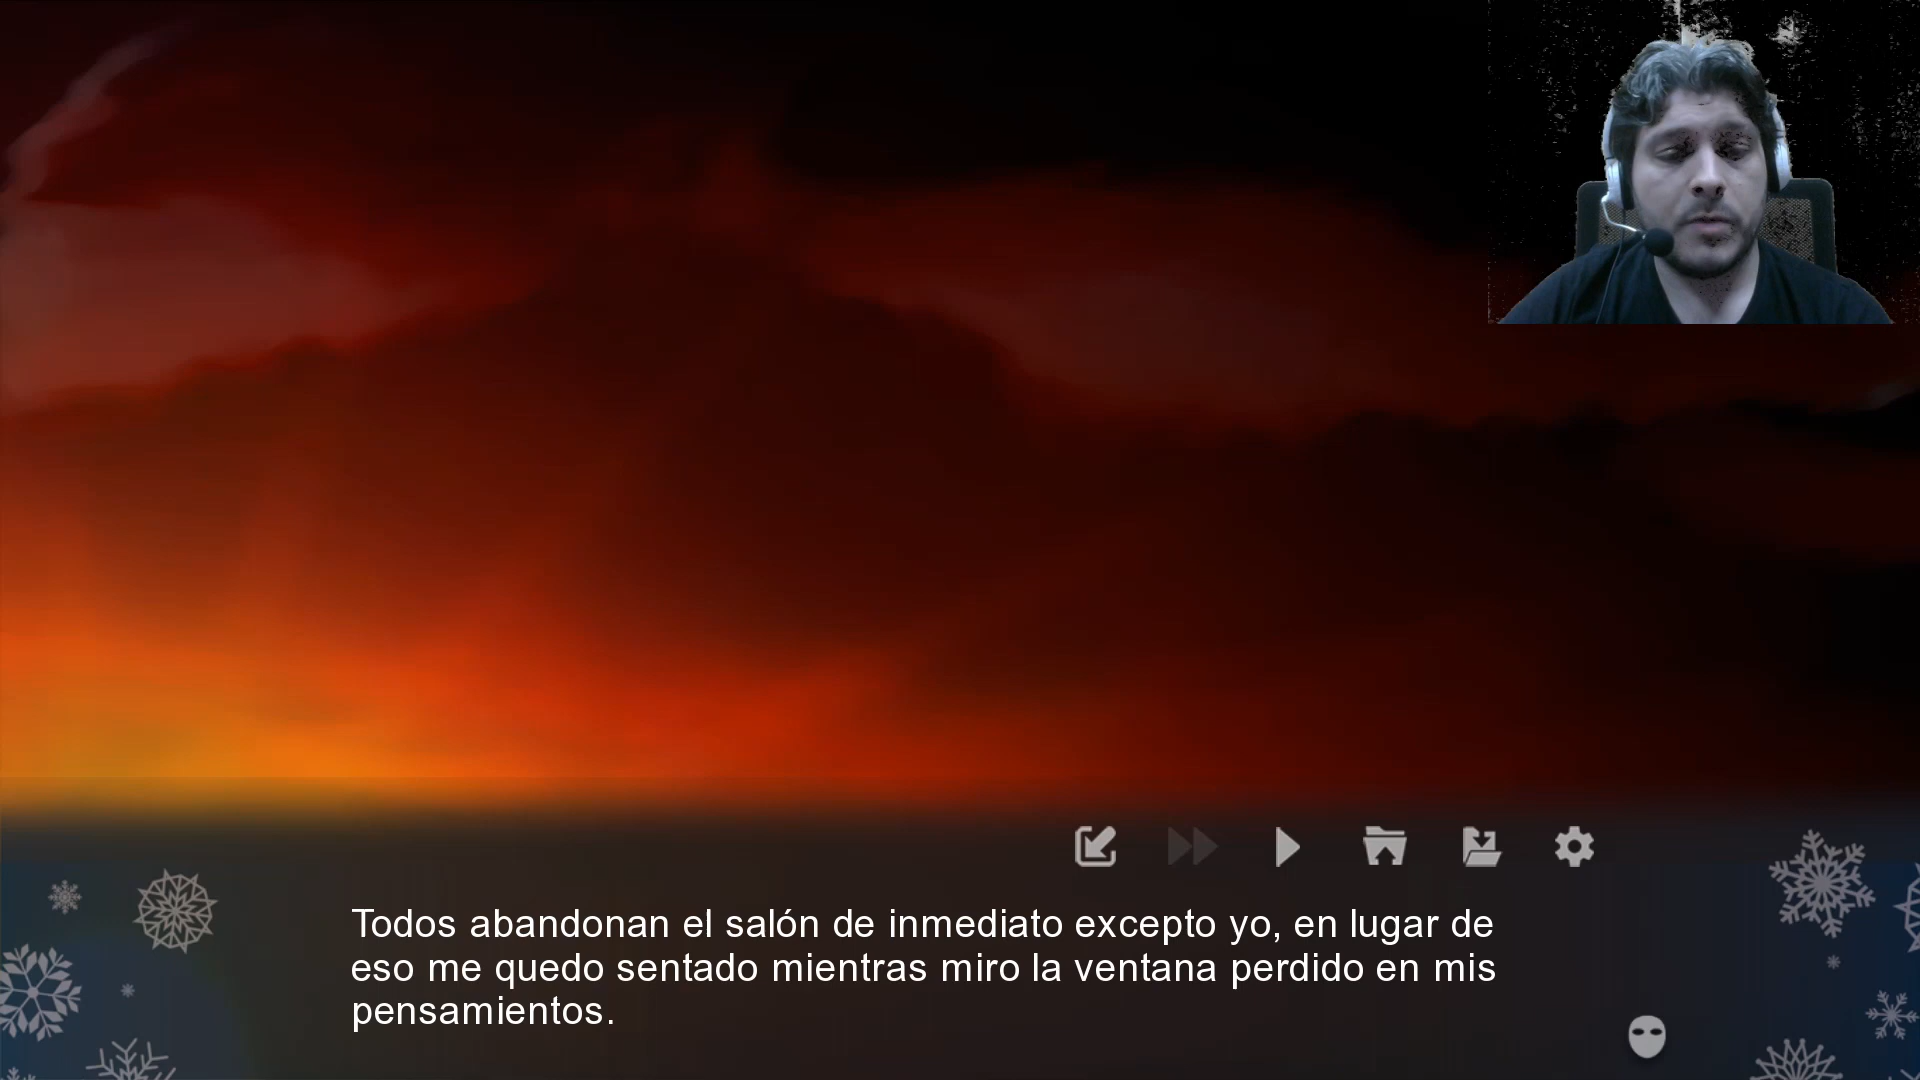 Todos abandonan el salón de inmediato excepto yo, en lugar de
eso me quedo sentado mientras miro la ventana perdido en mis
pensamientos.